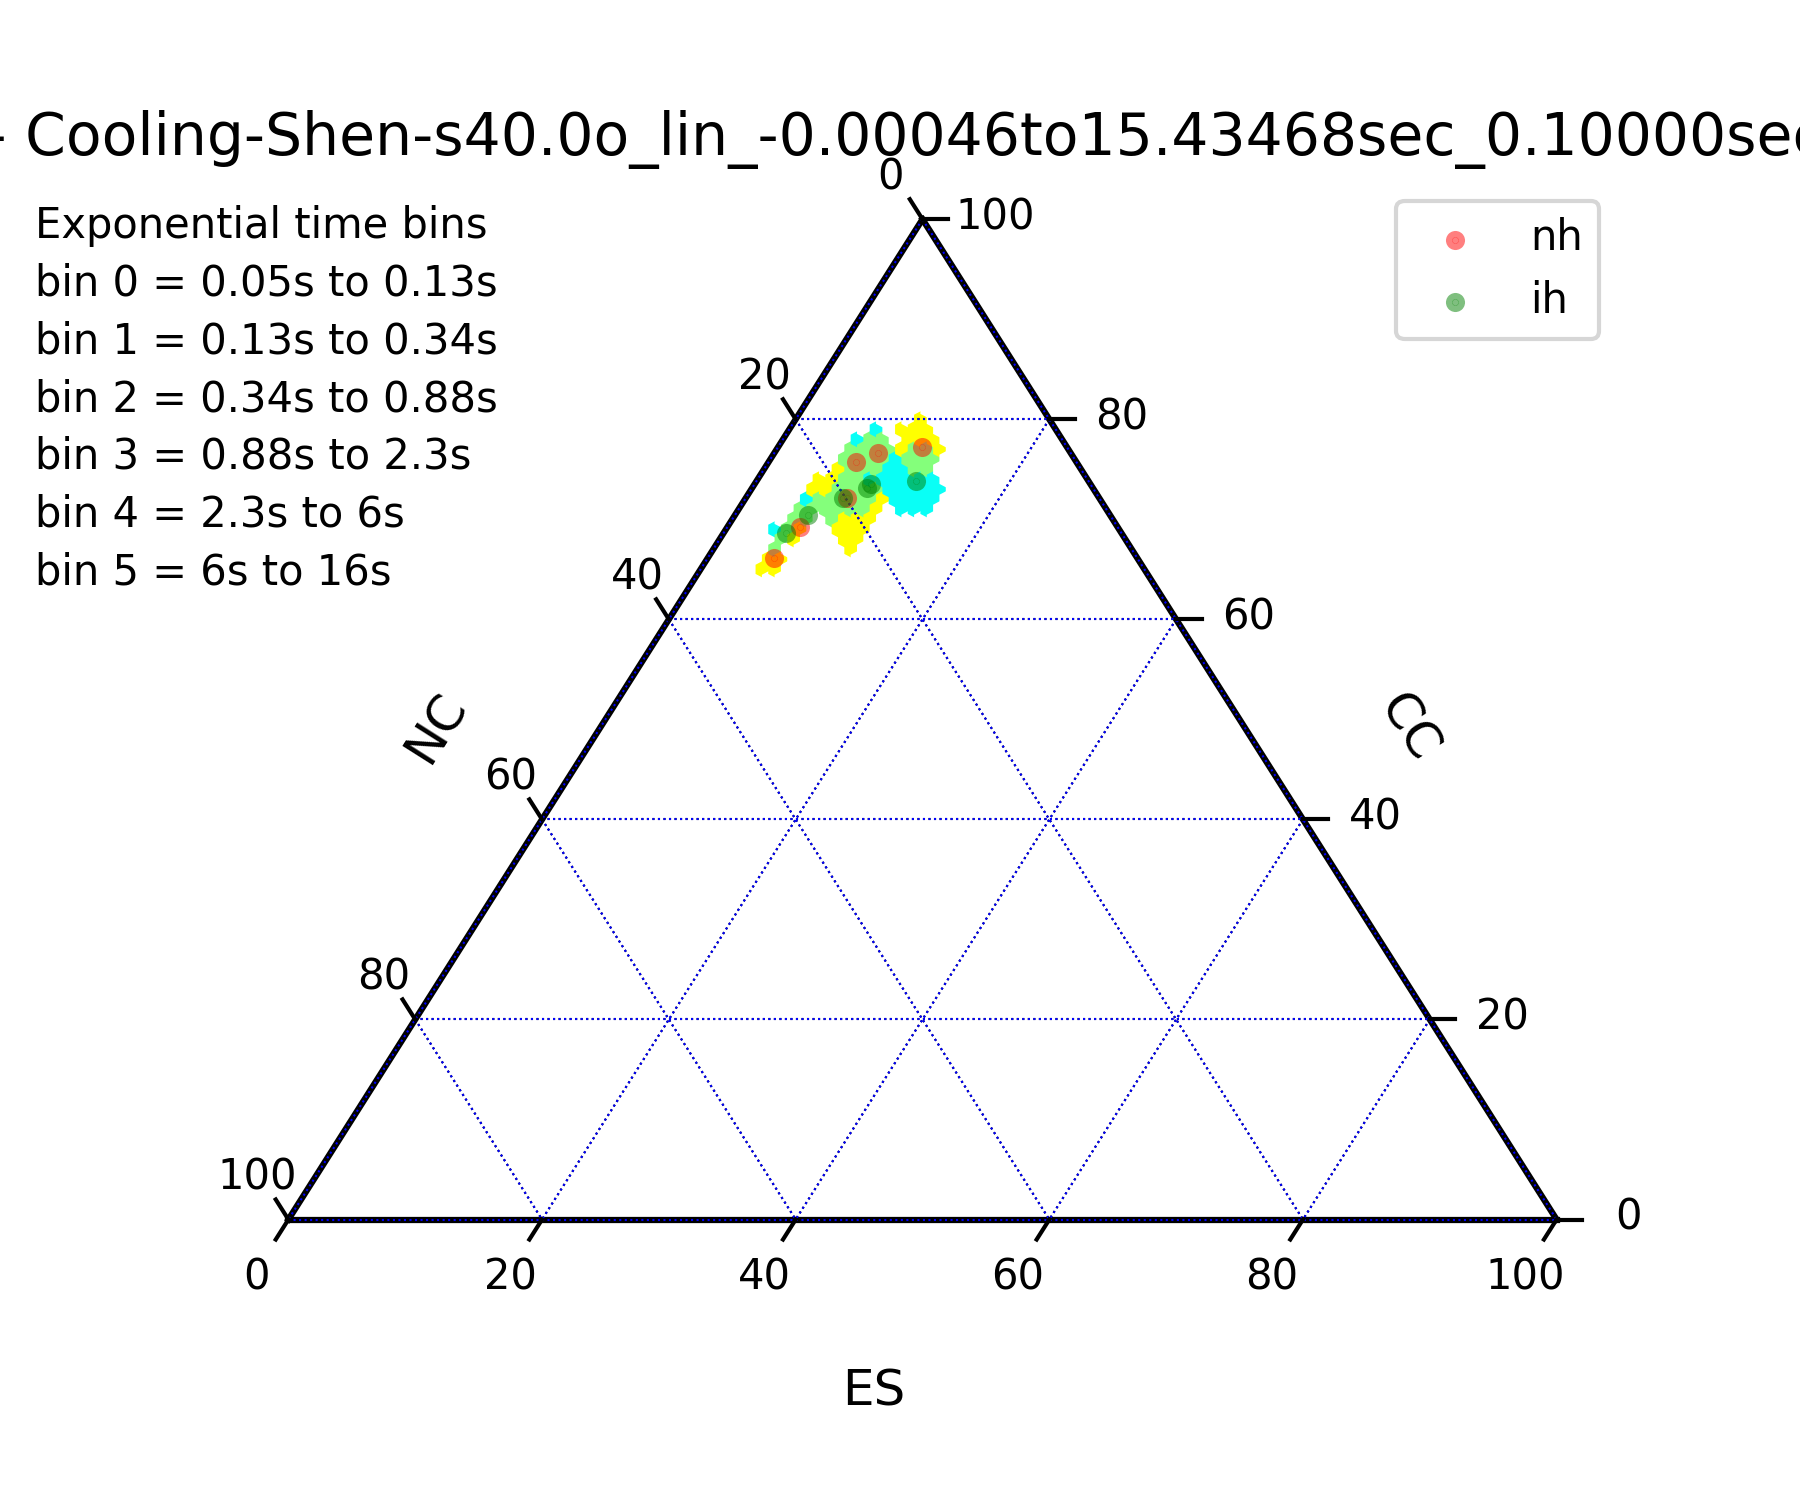 - Cooling-Shen-s40.0o_lin_-0.00046to15.43468sec_0.10000sec
Exponential time bins
bin 0 = 0.05s to 0.13s
bin 1 = 0.13s to 0.34s
bin 2 = 0.34s to 0.88s
bin 3 = 0.88s to 2.3s
bin 4 = 2.3s to 6s
bin 5 = 6s to 16s
nh
ih
0
100
20
80
40
60
NC
CC
60
40
80
20
100
0
0
20
40
60
80
100
ES